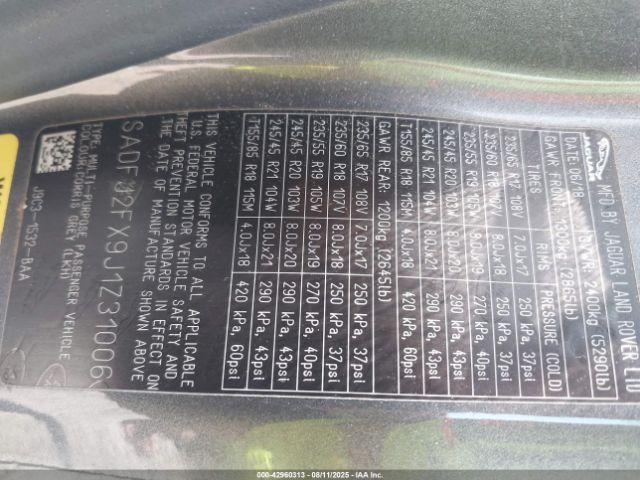 JAGUAR
MFD BY JAGUAR LAND ROVER LTD
DATE: 06/18 GVWR: 2400kg (5290lb)
GAWR FRONT: 1300kg (2865lb)
TIRES RIMS PRESSURE (COLD)
235/65 R17 108V 7.0Jx17 250 kPa, 37psi
235/60 R18 107V 8.0Jx18 250 kPa, 37psi
235/55 R19 105W 8.0Jx19 270 kPa, 40psi
245/45 R20 103W 8.0Jx20 290 kPa, 43psi
245/45 R21 104W 8.0Jx21 290 kPa, 43psi
T155/85 R18 115M 4.0Jx18 420 kPa, 60psi
GAWR REAR: 1200kg (2645lb)
235/65 R17 108V 7.0Jx17 250 kPa, 37psi
235/60 R18 107V 8.0Jx18 250 kPa, 37psi
235/55 R19 105W 8.0Jx19 270 kPa, 40psi
245/45 R20 103W 8.0Jx20 290 kPa, 43psi
245/45 R21 104W 8.0Jx21 290 kPa, 43psi
T155/85 R18 115M 4.0Jx18 420 kPa, 60psi
THIS VEHICLE CONFORMS TO ALL APPLICABLE
U.S. FEDERAL MOTOR VEHICLE SAFETY AND
THEFT PREVENTION STANDARDS IN EFFECT ON
THE DATE OF MANUFACTURE SHOWN ABOVE
J9C3-1532-BAA
TYPE: MULTI-PURPOSE PASSENGER VEHICLE
COLOUR: CORRIS GREY (LKH)
00-42960313 - 08/11/2025 - IAAI.COM